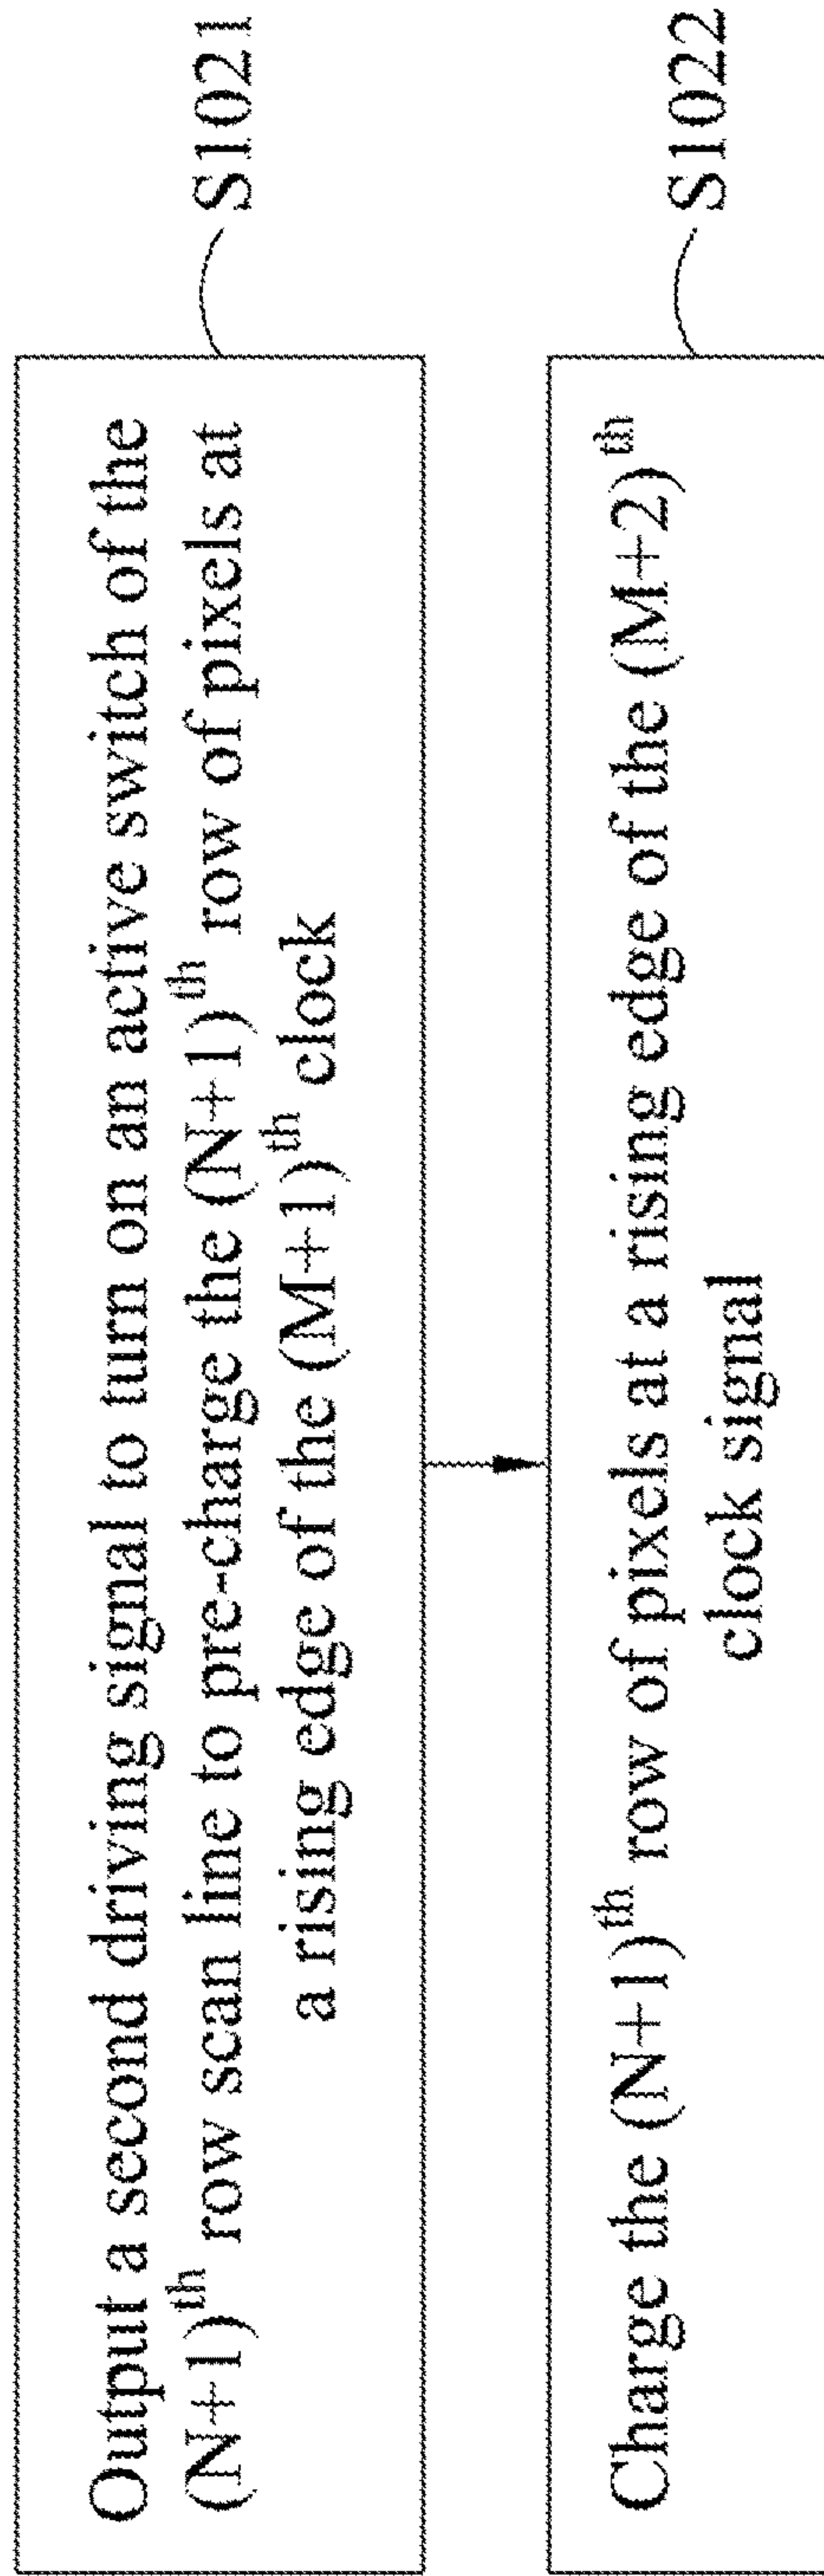 Output a second driving signal to turn on an active switch of the
(N+1)th row scan line to pre-charge the (N+1)th row of pixels at
a rising edge of the (M+1)th clock
S1021
Charge the (N+1)th row of pixels at a rising edge of the (M+2)th
clock signal
S1022